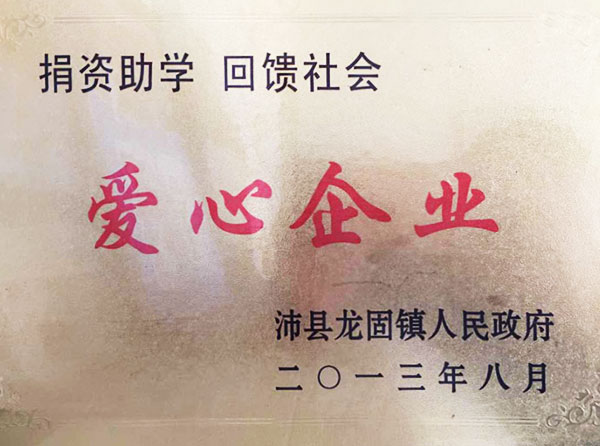 捐资助学 回馈社会
爱心企业
沛县龙固镇人民政府
二〇一三年八月